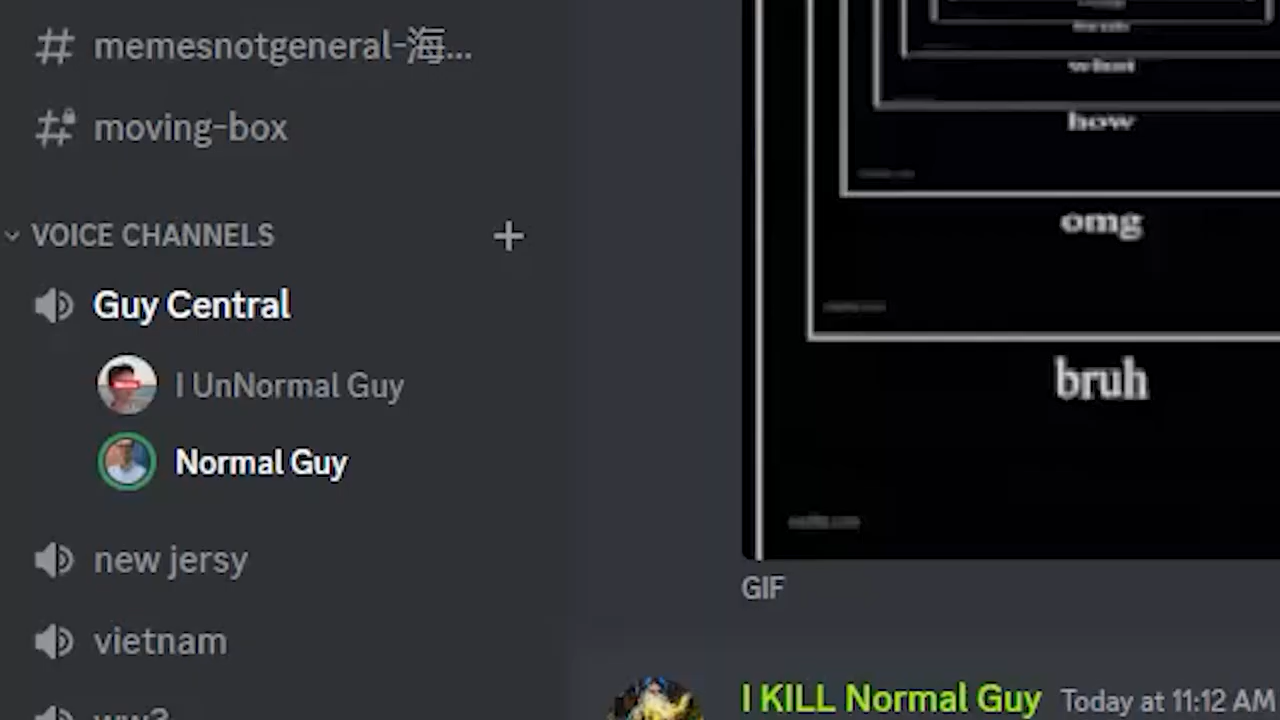 memesnotgeneral-海...
moving-box
VOICE CHANNELS
Guy Central
I UnNormal Guy
Normal Guy
new jersy
vietnam
ww3
what
how
omg
bruh
GIF
I KILL Normal Guy Today at 11:12 AM